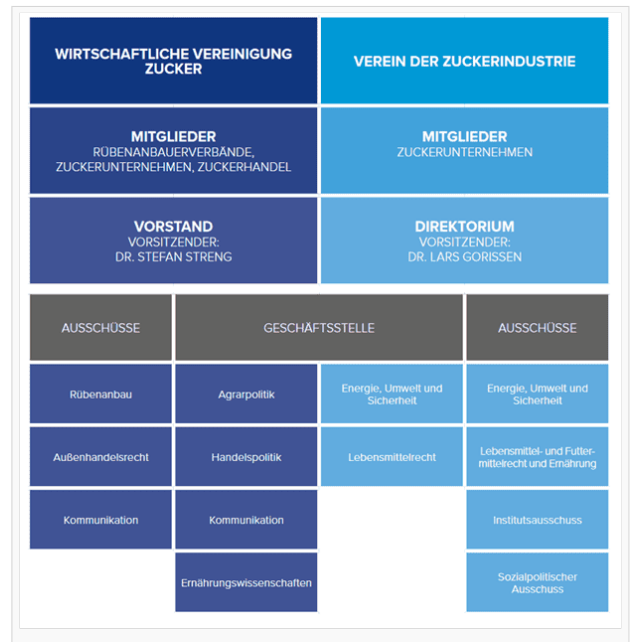 WIRTSCHAFTLICHE VEREINIGUNG
ZUCKER
VEREIN DER ZUCKERINDUSTRIE
MITGLIEDER
RÜBENANBAUERVERBÄNDE,
ZUCKERUNTERNEHMEN, ZUCKERHANDEL
MITGLIEDER
ZUCKERUNTERNEHMEN
VORSTAND
VORSITZENDER:
DR. STEFAN STRENG
DIREKTORIUM
VORSITZENDER:
DR. LARS GORISSEN
AUSSCHÜSSE
GESCHÄFTSSTELLE
AUSSCHÜSSE
Rübenanbau
Agrarpolitik
Energie, Umwelt und
Sicherheit
Energie, Umwelt und
Sicherheit
Außenhandelsrecht
Handelspolitik
Lebensmittelrecht
Lebensmittel- und Futter-
mittelrecht und Ernährung
Kommunikation
Kommunikation
Institutsausschuss
Ernährungswissenschaften
Sozialpolitischer
Ausschuss